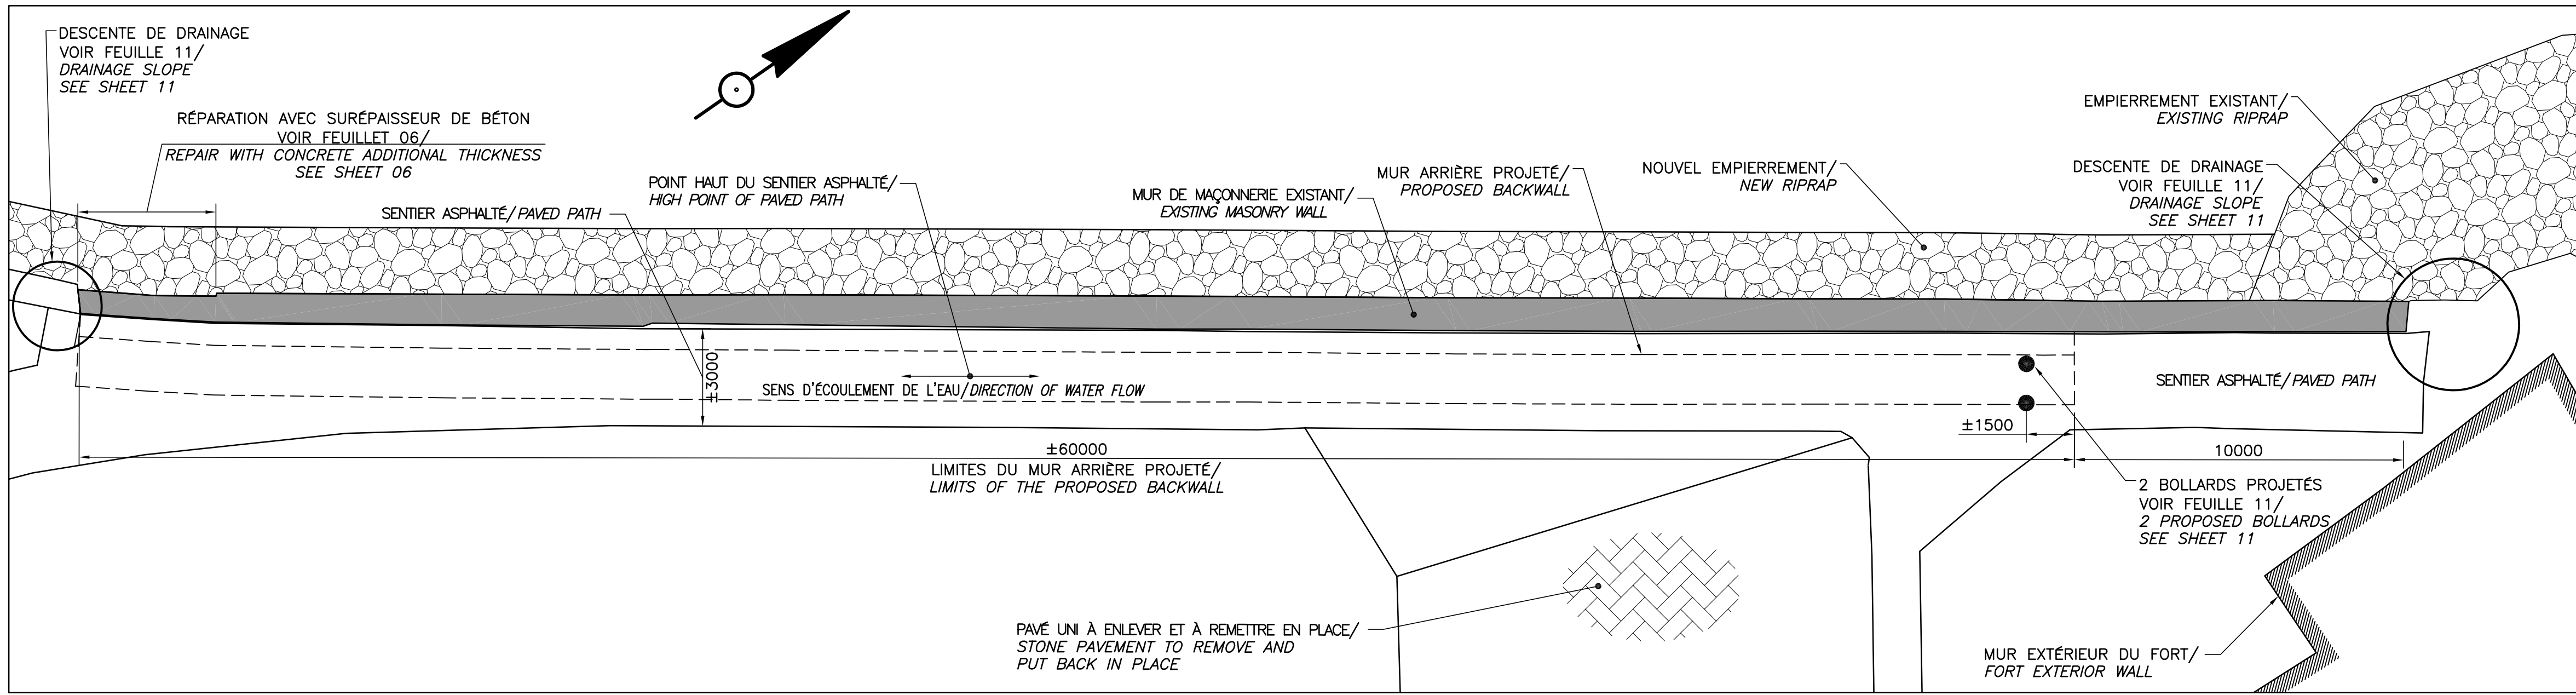 DESCENTE DE DRAINAGE
VOIR FEUILLE 11/
DRAINAGE SLOPE
SEE SHEET 11
RÉPARATION AVEC SURÉPAISSEUR DE BÉTON
VOIR FEUILLET 06/
REPAIR WITH CONCRETE ADDITIONAL THICKNESS
SEE SHEET 06
SENTIER ASPHALTÉ/PAVED PATH
POINT HAUT DU SENTIER ASPHALTÉ/
HIGH POINT OF PAVED PATH
MUR DE MAÇONNERIE EXISTANT/
EXISTING MASONRY WALL
MUR ARRIÈRE PROJETÉ/
PROPOSED BACKWALL
NOUVEL EMPIERREMENT/
NEW RIPRAP
EMPIERREMENT EXISTANT/
EXISTING RIPRAP
DESCENTE DE DRAINAGE
VOIR FEUILLE 11/
DRAINAGE SLOPE
SEE SHEET 11
±3000
SENS D'ÉCOULEMENT DE L'EAU/DIRECTION OF WATER FLOW
SENTIER ASPHALTÉ/PAVED PATH
±1500
±60000
10000
LIMITES DU MUR ARRIÈRE PROJETÉ/
LIMITS OF THE PROPOSED BACKWALL
2 BOLLARDS PROJETÉS
VOIR FEUILLE 11/
2 PROPOSED BOLLARDS
SEE SHEET 11
PAVÉ UNI À ENLEVER ET À REMETTRE EN PLACE/
STONE PAVEMENT TO REMOVE AND
PUT BACK IN PLACE
MUR EXTÉRIEUR DU FORT/
FORT EXTERIOR WALL